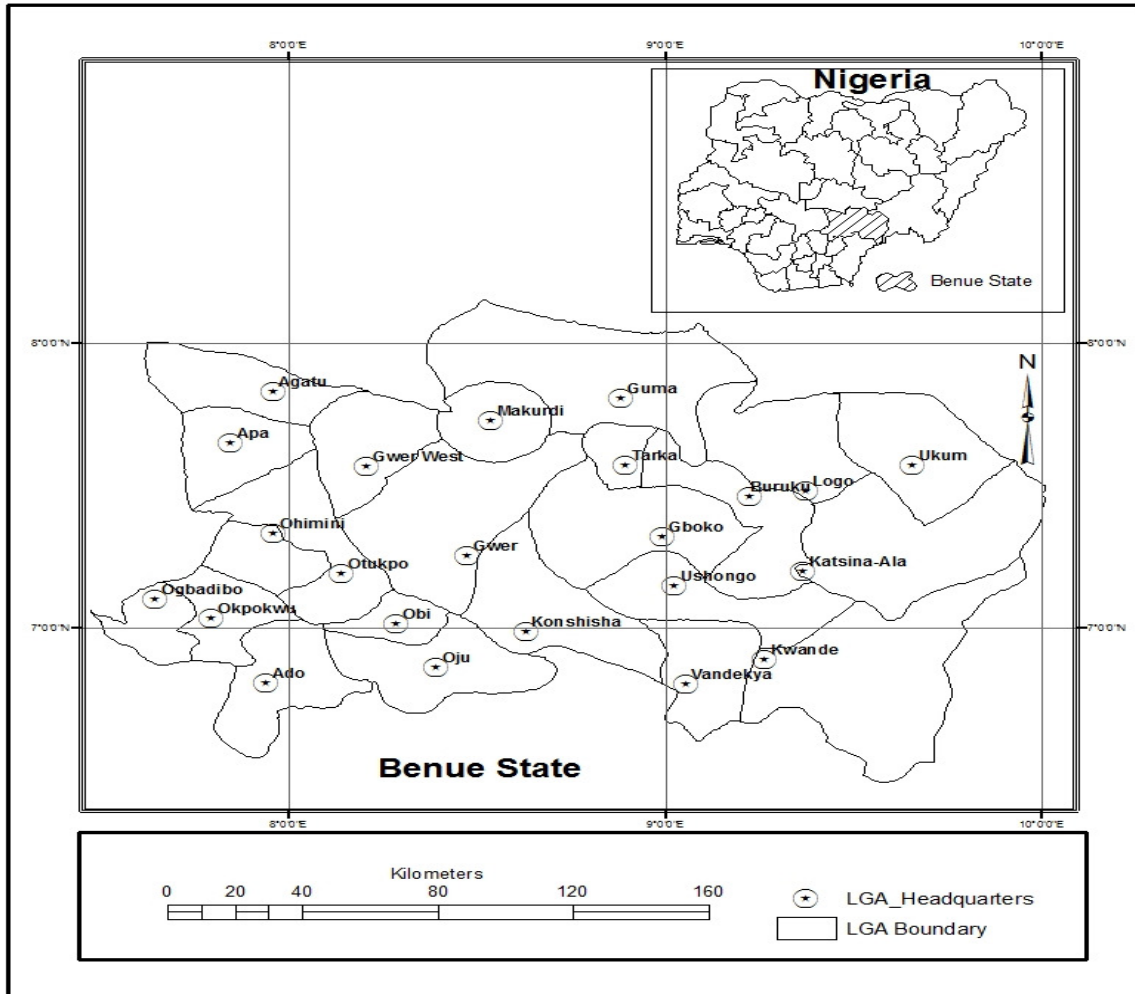 8°0'0"E 9°0'0"E 10°0'0"E
Nigeria
Benue State
8°0'0"N 8°0'0"N
N
Agatu
Guma
Makurdi
Apa
Gwer West
Tarka
Ukum
Buruku
Logo
Ohimini
Gboko
Gwer
Otukpo
Katsina-Ala
Ushongo
Ogbadibo
Okpokwu
Obi
Konshisha
7°0'0"N 7°0'0"N
Kwande
Oju
Vandekya
Ado
Benue State
8°0'0"E 9°0'0"E 10°0'0"E
Kilometers
0 20 40 80 120 160
LGA_Headquarters
LGA Boundary